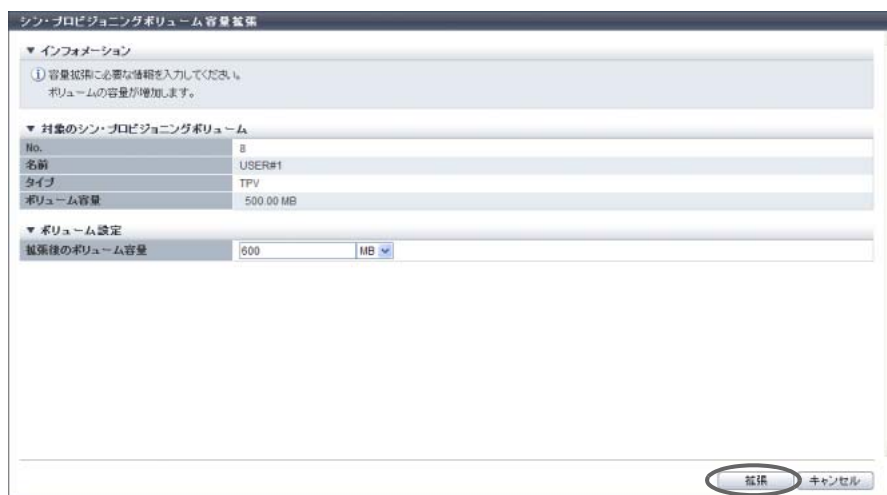 シン・プロビジョニングボリューム容量拡張
▼ インフォメーション
容量拡張に必要な情報を入力してください。
ボリュームの容量が増加します。
▼ 対象のシン・プロビジョニングボリューム
No. 8
名前 USER#1
タイプ TPV
ボリューム容量 500.00 MB
▼ ボリューム設定
拡張後のボリューム容量 600 MB
拡張 キャンセル